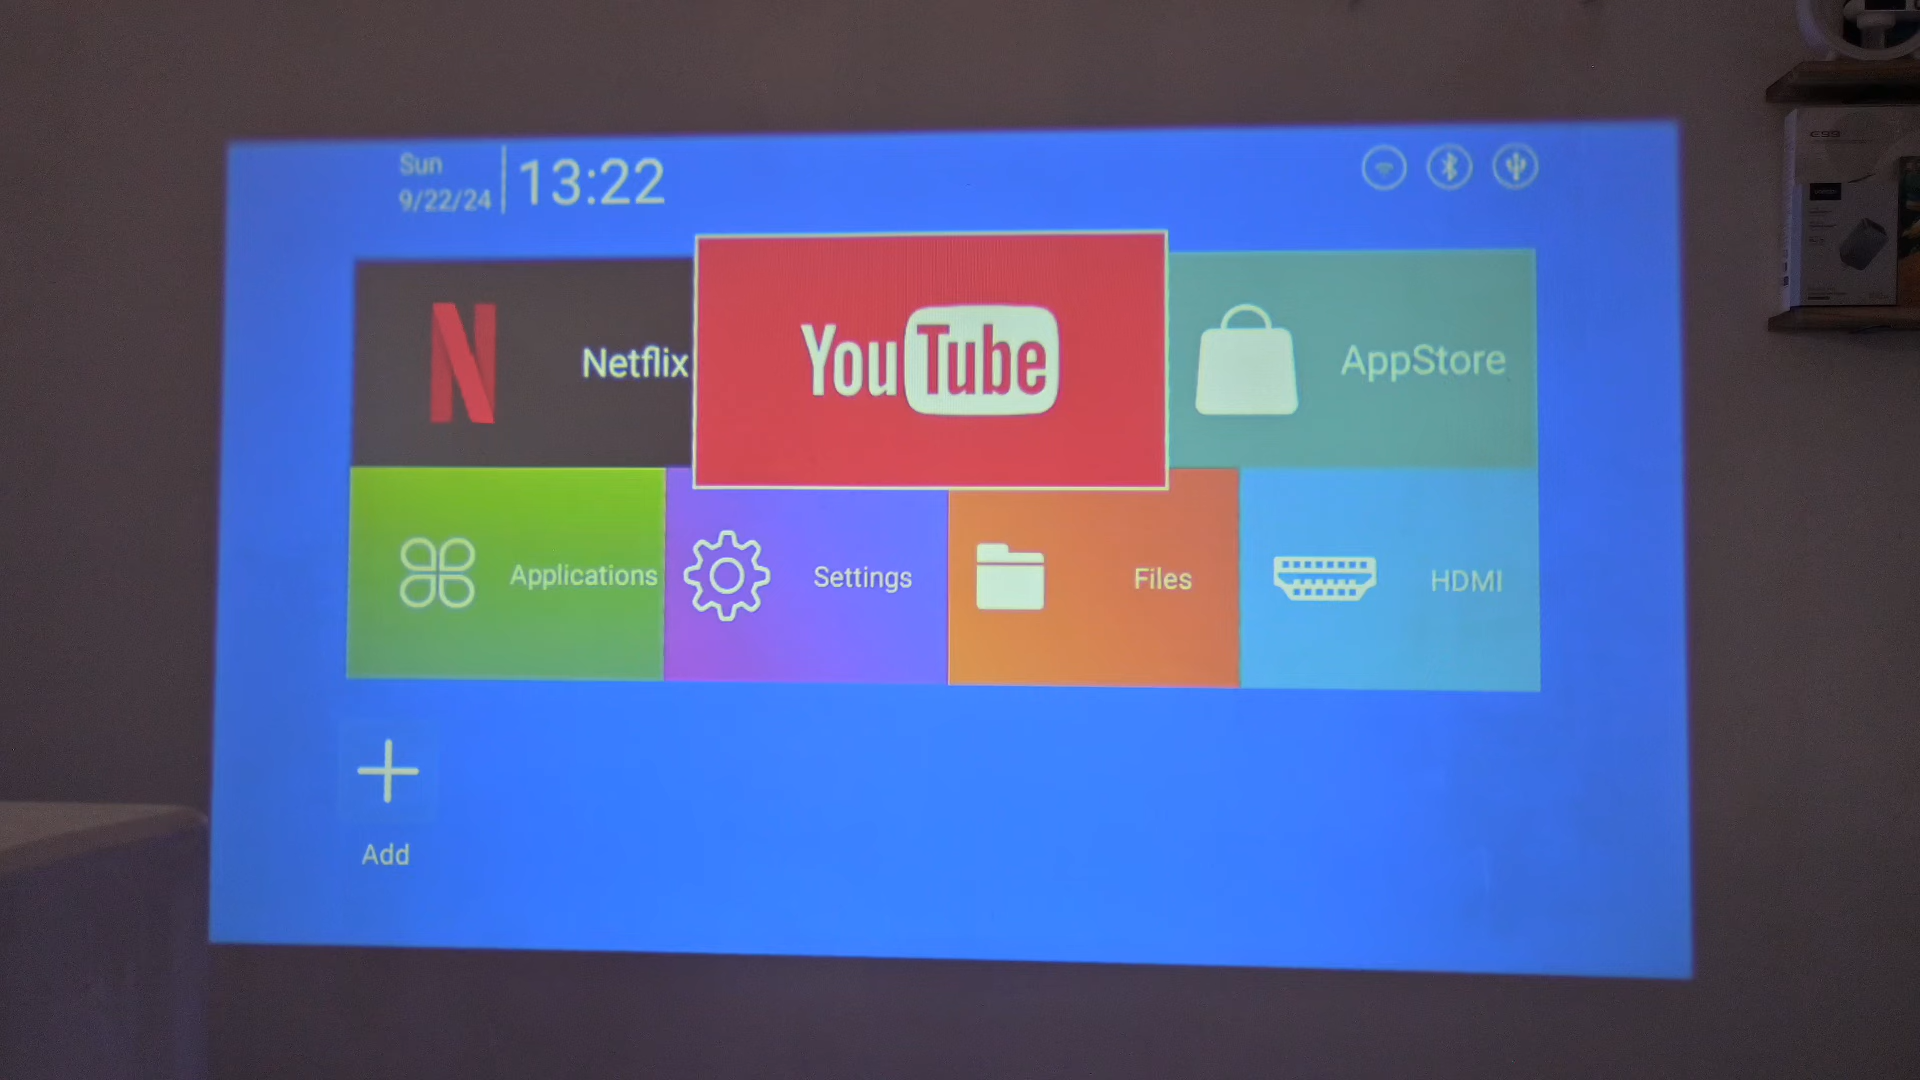 Sun
9/22/24
13:22
Netflix
YouTube
AppStore
Applications
Settings
Files
HDMI
Add